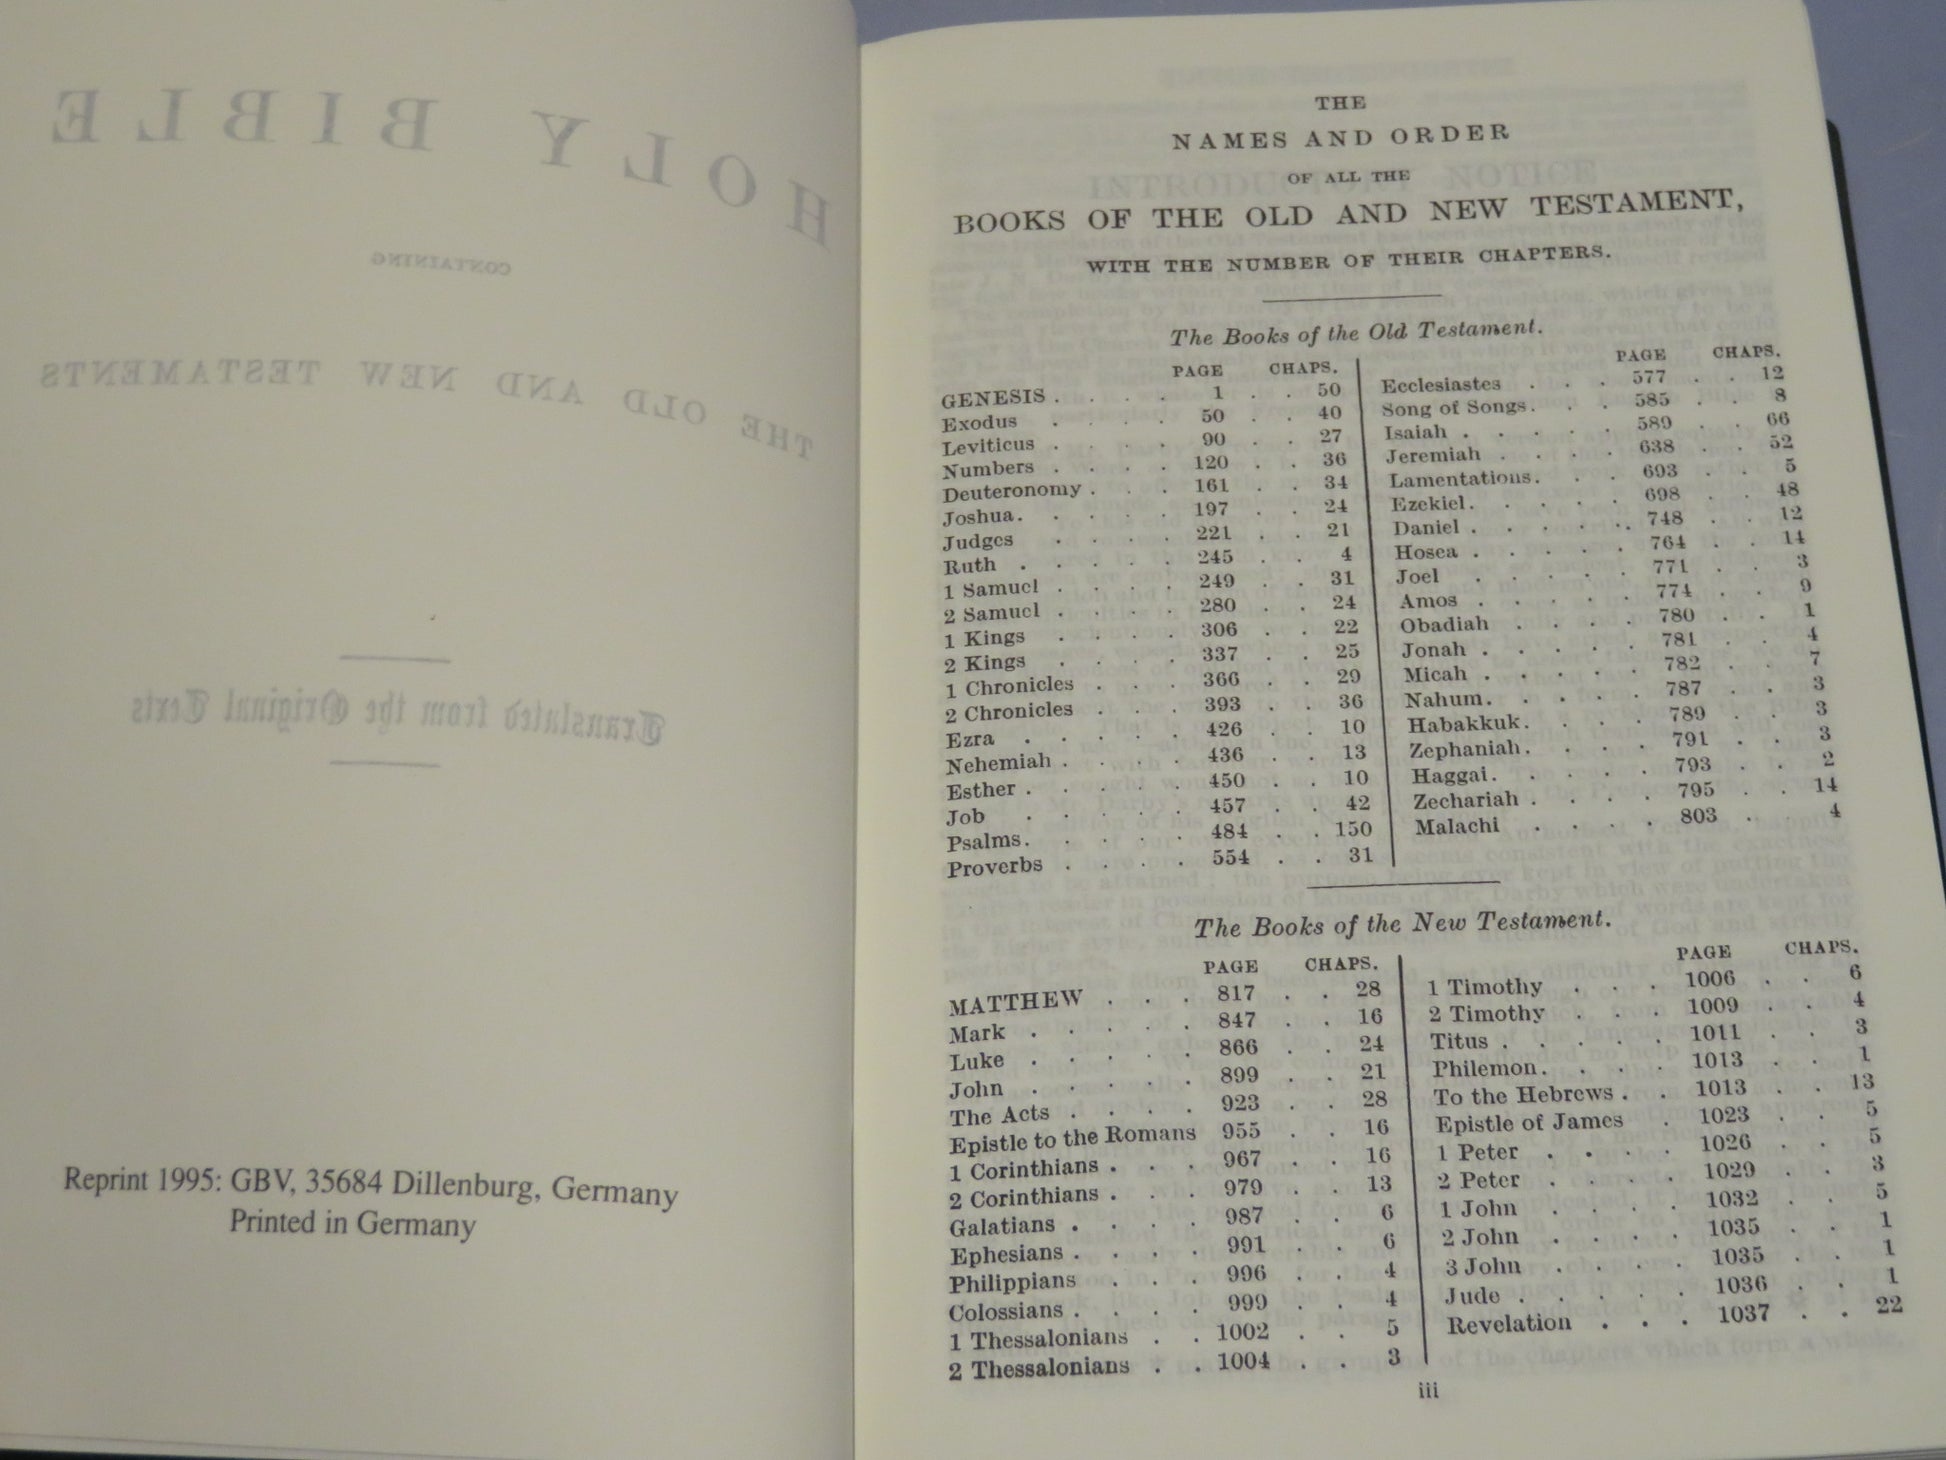 Reprint 1995: GBV, 35684 Dillenburg, Germany
Printed in Germany
THE
NAMES AND ORDER
OF ALL THE
BOOKS OF THE OLD AND NEW TESTAMENT,
WITH THE NUMBER OF THEIR CHAPTERS.
The Books of the Old Testament.
PAGE CHAPS.
GENESIS . . . . 1 . . 50
Exodus . . . . 50 . . 40
Leviticus . . . . 90 . . 27
Numbers . . . . 120 . . 36
Deuteronomy . . . 161 . . 34
Joshua. . . . . 197 . . 24
Judges . . . . 221 . . 21
Ruth . . . . . 245 . . 4
1 Samuel . . . . 249 . . 31
2 Samuel . . . . 280 . . 24
1 Kings . . . . 306 . . 22
2 Kings . . . . 337 . . 25
1 Chronicles . . . 366 . . 29
2 Chronicles . . . 393 . . 36
Ezra . . . . . 426 . . 10
Nehemiah . . . . 436 . . 13
Esther . . . . . 450 . . 10
Job . . . . . 457 . . 42
Psalms. . . . . 484 . . 150
Proverbs . . . . 554 . . 31
PAGE CHAPS.
Ecclesiastes . . . 577 . . 12
Song of Songs. . . 585 . . 8
Isaiah . . . . . 589 . . 66
Jeremiah . . . . 638 . . 52
Lamentations. . . 693 . . 5
Ezekiel. . . . . 698 . . 48
Daniel . . . . . 748 . . 12
Hosea . . . . . 764 . . 14
Joel . . . . . 771 . . 3
Amos . . . . . 774 . . 9
Obadiah . . . . 780 . . 1
Jonah . . . . . 781 . . 4
Micah . . . . . 782 . . 7
Nahum. . . . . 787 . . 3
Habakkuk. . . . 789 . . 3
Zephaniah. . . . 791 . . 3
Haggai. . . . . 793 . . 2
Zechariah . . . . 795 . . 14
Malachi . . . . 803 . . 4
The Books of the New Testament.
PAGE CHAPS.
MATTHEW . . . 817 . . 28
Mark . . . . . 847 . . 16
Luke . . . . . 866 . . 24
John . . . . . 899 . . 21
The Acts . . . . 923 . . 28
Epistle to the Romans 955 . . 16
1 Corinthians . . . 967 . . 16
2 Corinthians . . . 979 . . 13
Galatians . . . . 987 . . 6
Ephesians . . . . 991 . . 6
Philippians . . . 996 . . 4
Colossians . . . . 999 . . 4
1 Thessalonians . . 1002 . . 5
2 Thessalonians . . 1004 . . 3
PAGE CHAPS.
1 Timothy . . . 1006 . . 6
2 Timothy . . . 1009 . . 4
Titus . . . . . 1011 . . 3
Philemon. . . . 1013 . . 1
To the Hebrews . . 1013 . . 13
Epistle of James . 1023 . . 5
1 Peter . . . . 1026 . . 5
2 Peter . . . . 1029 . . 3
1 John . . . . 1032 . . 5
2 John . . . . 1035 . . 1
3 John . . . . 1035 . . 1
Jude . . . . . 1036 . . 1
Revelation . . . 1037 . . 22
iii